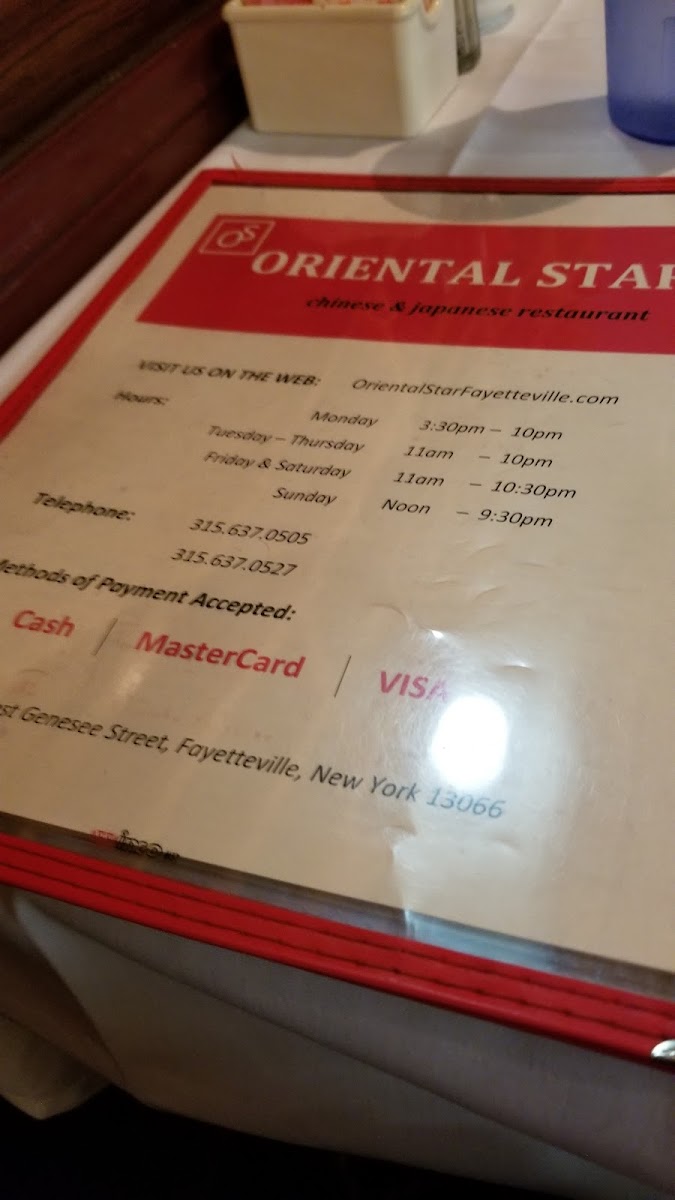 OS
ORIENTAL STAR
chinese & japanese restaurant
VISIT US ON THE WEB: OrientalStarFayetteville.com
Hours:
Monday 3:30pm – 10pm
Tuesday – Thursday 11am – 10pm
Friday & Saturday 11am – 10:30pm
Sunday Noon – 9:30pm
Telephone:
315.637.0505
315.637.0527
Methods of Payment Accepted:
Cash | MasterCard | VISA
Genesee Street, Fayetteville, New York 13066